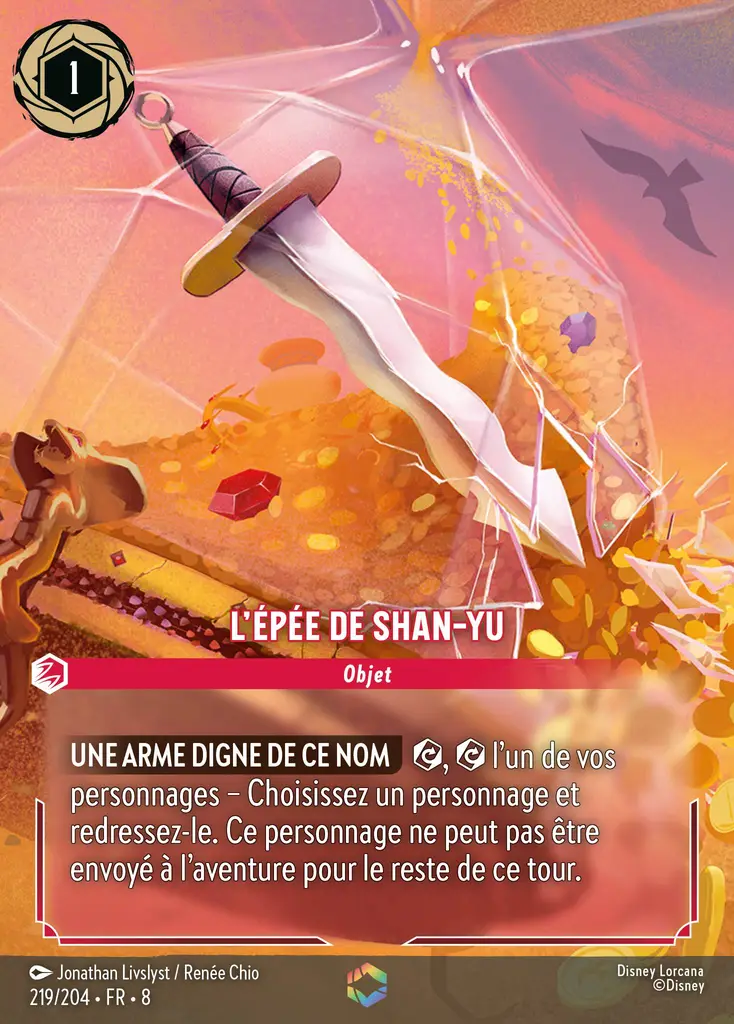 1
L'ÉPÉE DE SHAN-YU
Objet
UNE ARME DIGNE DE CE NOM , l'un de vos
personnages – Choisissez un personnage et
redressez-le. Ce personnage ne peut pas être
envoyé à l'aventure pour le reste de ce tour.
Jonathan Livslyst / Renée Chio
219/204 • FR • 8
Disney Lorcana
©Disney